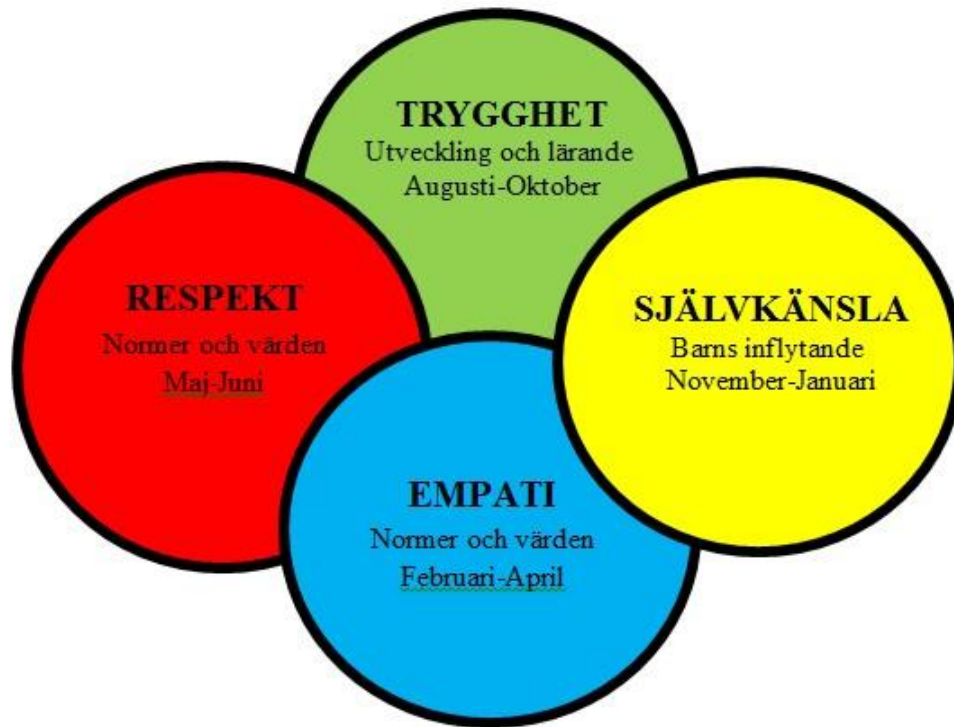 TRYGGHET
Utveckling och lärande
Augusti-Oktober
RESPEKT
Normer och värden
Maj-Juni
SJÄLVKÄNSLA
Barns inflytande
November-Januari
EMPATI
Normer och värden
Februari-April